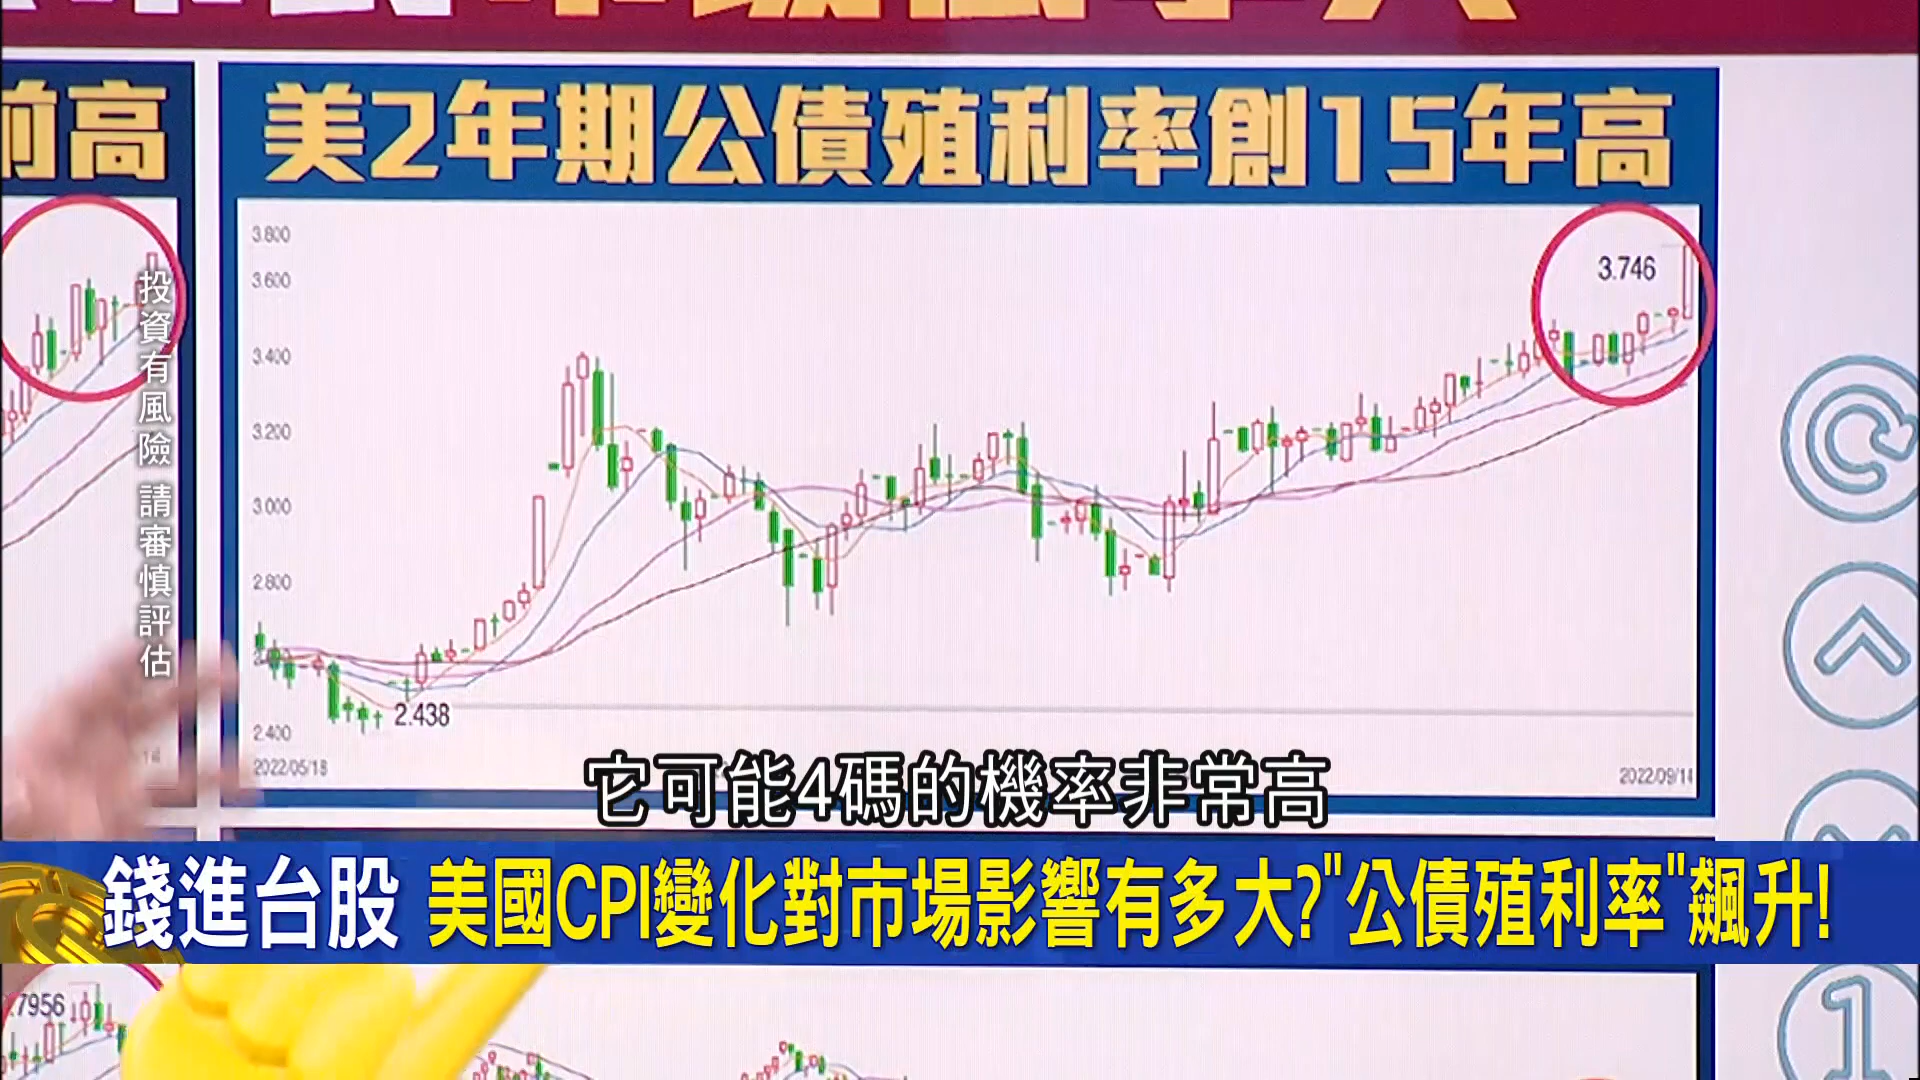 前高
美2年期公債殖利率創15年高
3.800
3.600
3.400
3.200
3.000
2.800
2.400
3.746
2.438
2022/05/18
2022/09/14
投資有風險 請審慎評估
它可能4碼的機率非常高
錢進台股 美國CPI變化對市場影響有多大?"公債殖利率"飆升!
.7956
1